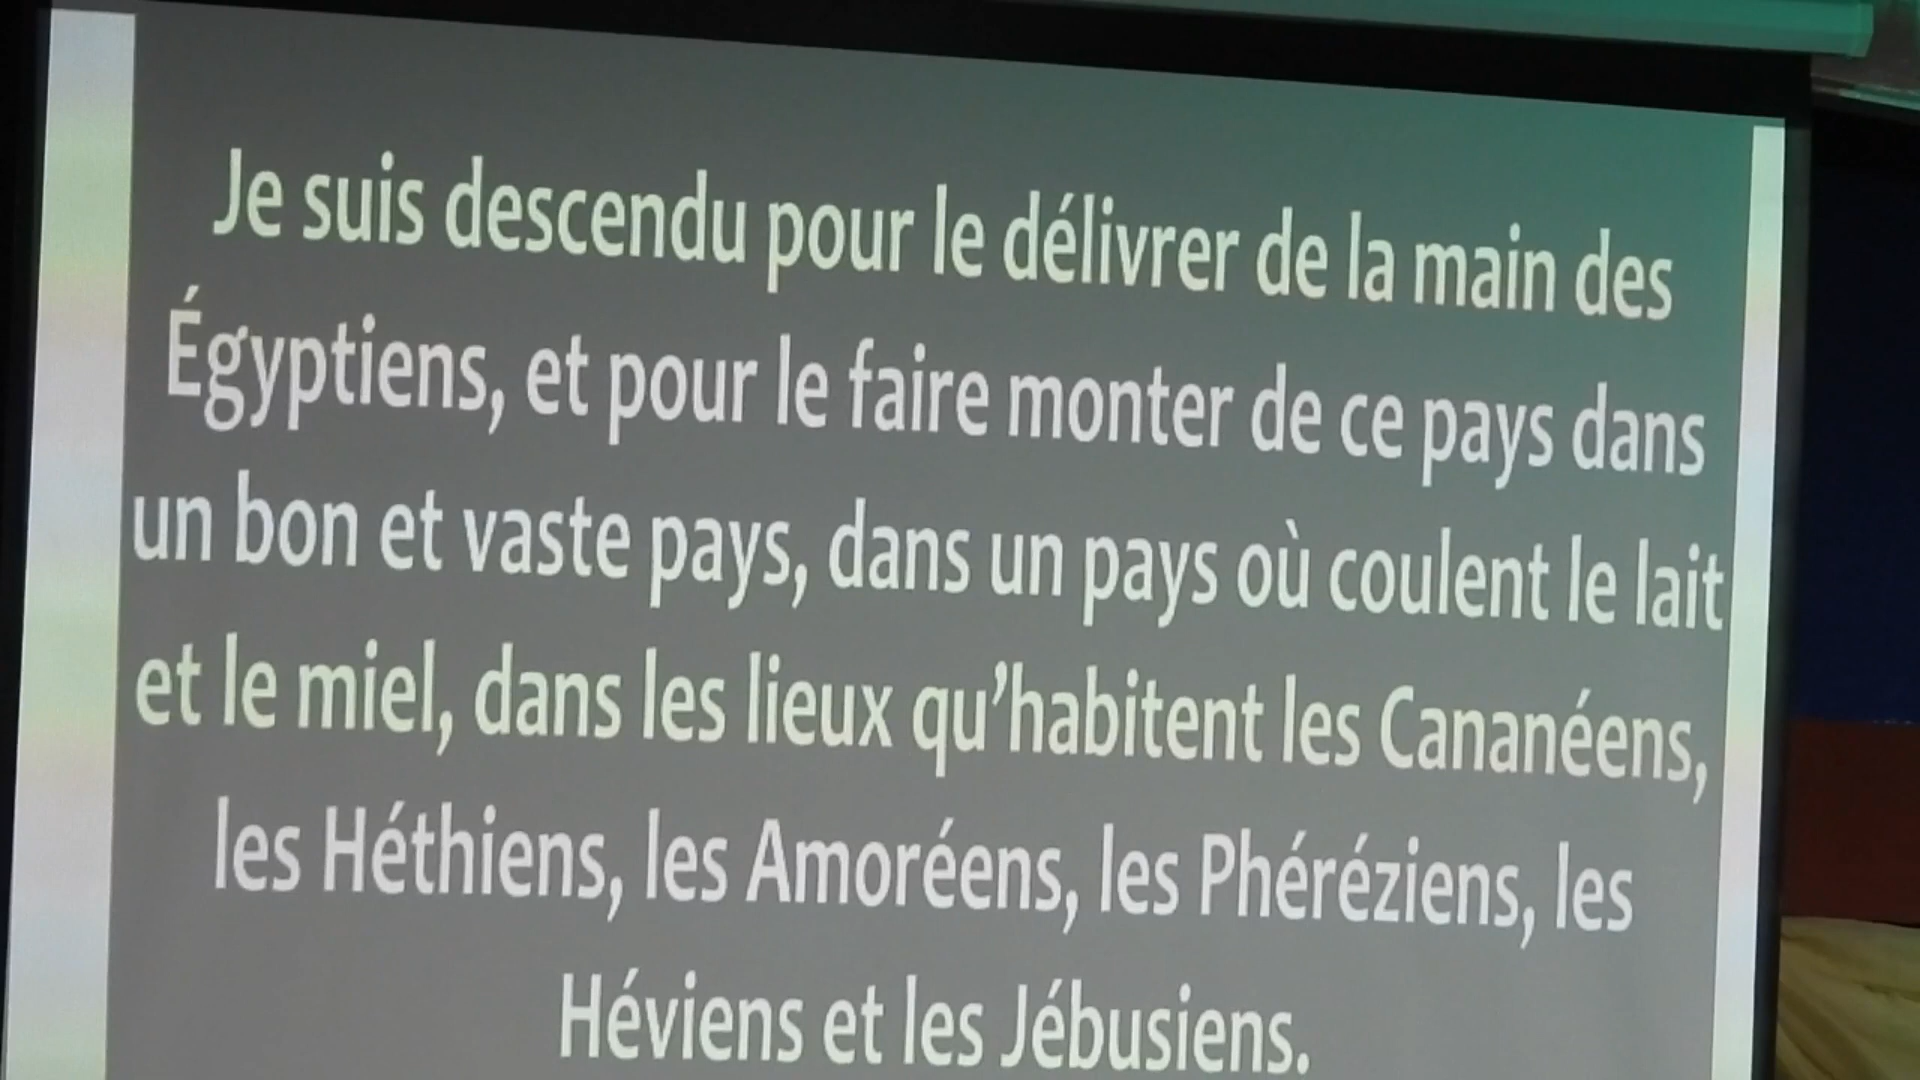 Je suis descendu pour le délivrer de la main des
Égyptiens, et pour le faire monter de ce pays dans
un bon et vaste pays, dans un pays où coulent le lait
et le miel, dans les lieux qu’habitent les Cananéens,
les Héthiens, les Amoréens, les Phéréziens, les
Héviens et les Jébusiens.